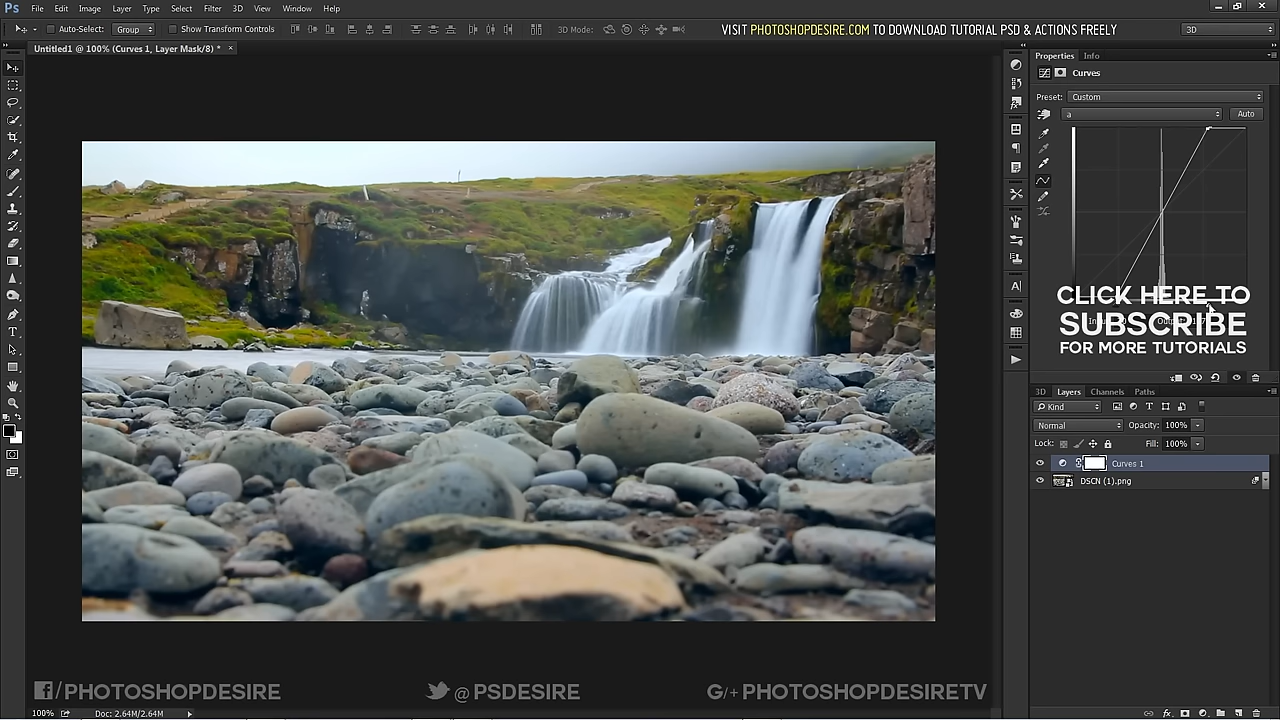 Ps File Edit Image Layer Type Select Filter 3D View Window Help
Auto-Select: Group Show Transform Controls 3D Mode: VISIT PHOTOSHOPDESIRE.COM TO DOWNLOAD TUTORIAL PSD & ACTIONS FREELY 3D
Untitled1 @ 100% (Curves 1, Layer Mask/8) * ×
Properties Info
Curves
Preset: Custom
a Auto
CLICK HERE TO
SUBSCRIBE
FOR MORE TUTORIALS
3D Layers Channels Paths
Kind
Normal Opacity: 100%
Lock: Fill: 100%
Curves 1
DSCN (1).png
f/PHOTOSHOPDESIRE @PSDESIRE G/+PHOTOSHOPDESIRETV
100% Doc: 2.64M/2.64M